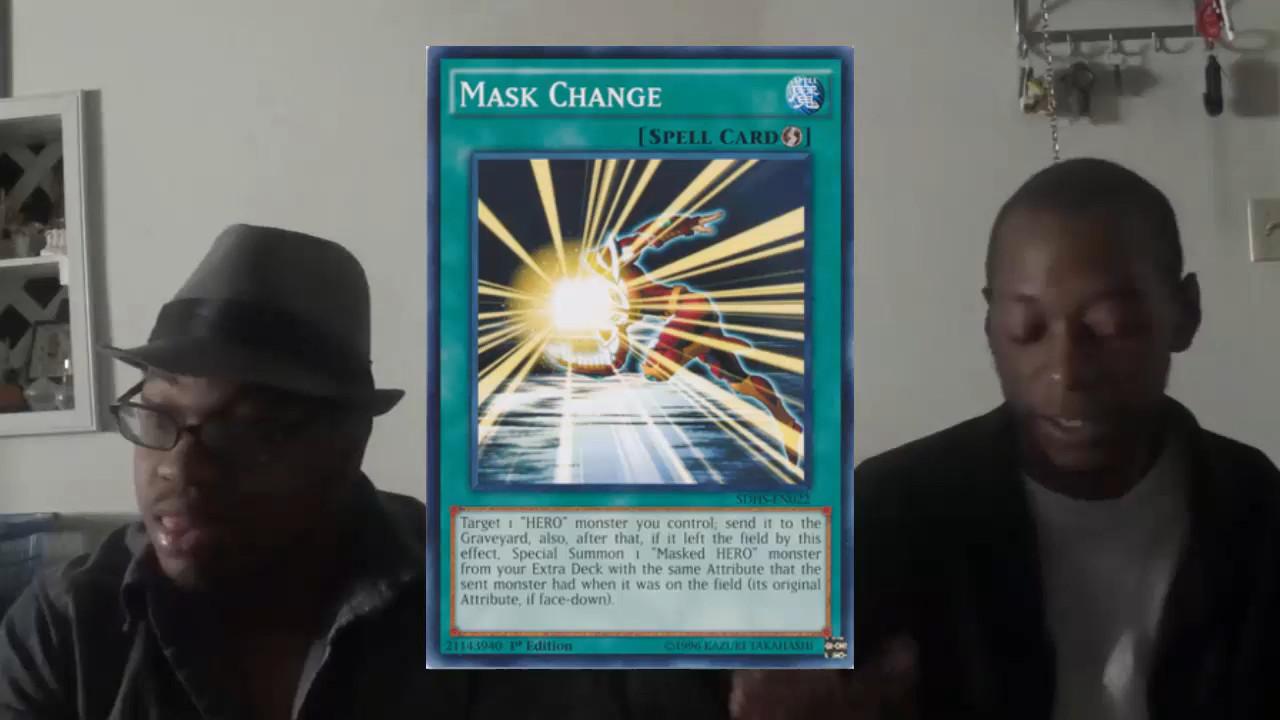 MASK CHANGE
[SPELL CARD]
SDHS-EN022
Target 1 "HERO" monster you control; send it to the
Graveyard, also, after that, if it left the field by this
effect, Special Summon 1 "Masked HERO" monster
from your Extra Deck with the same Attribute that the
sent monster had when it was on the field (its original
Attribute, if face-down).
21143940 1st Edition ©1996 KAZUKI TAKAHASHI